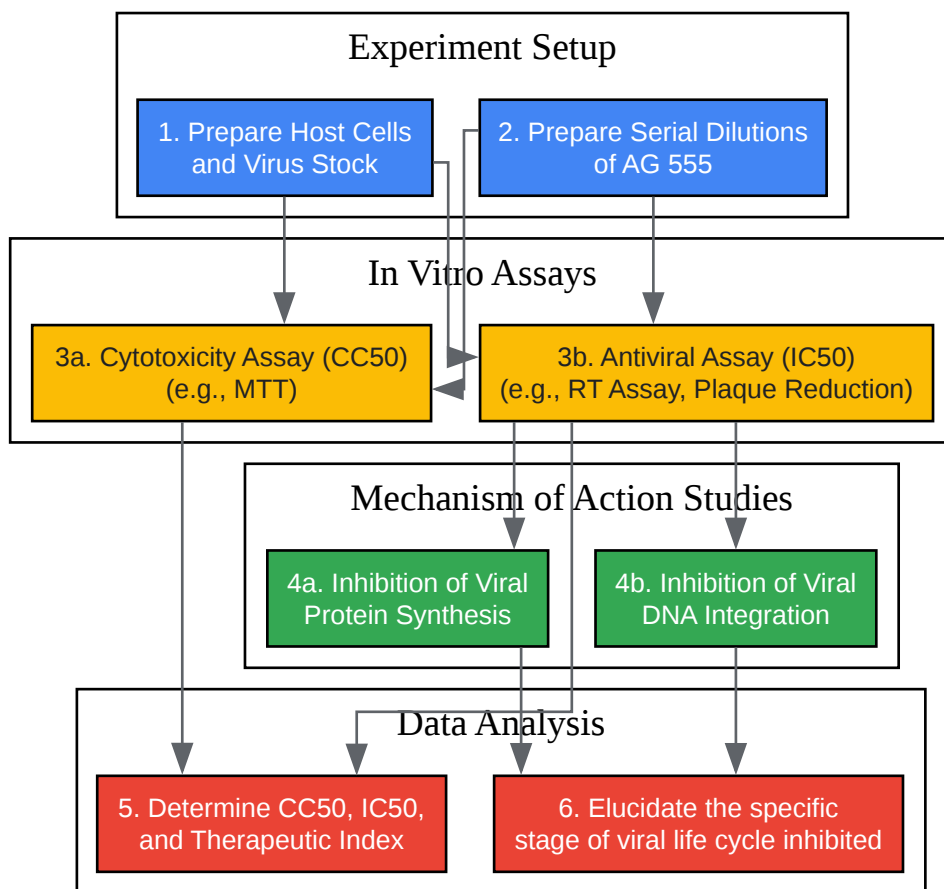 Experiment Setup
1. Prepare Host Cells
and Virus Stock
2. Prepare Serial Dilutions
of AG 555
In Vitro Assays
3a. Cytotoxicity Assay (CC50)
(e.g., MTT)
3b. Antiviral Assay (IC50)
(e.g., RT Assay, Plaque Reduction)
Mechanism of Action Studies
4a. Inhibition of Viral
Protein Synthesis
4b. Inhibition of Viral
DNA Integration
Data Analysis
5. Determine CC50, IC50,
and Therapeutic Index
6. Elucidate the specific
stage of viral life cycle inhibited